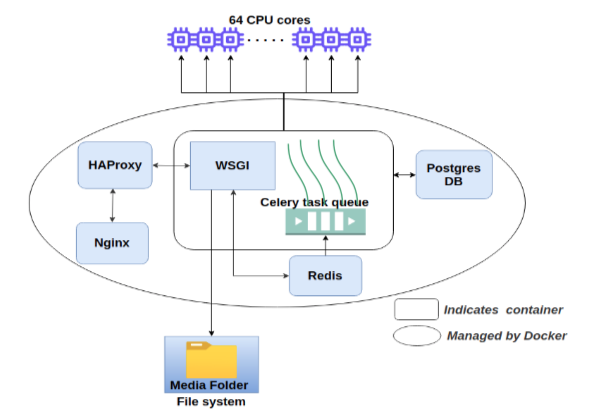 64 CPU cores
HAProxy
WSGI
Postgres
DB
Celery task queue
Nginx
Redis
Indicates container
Managed by Docker
Media Folder
File system